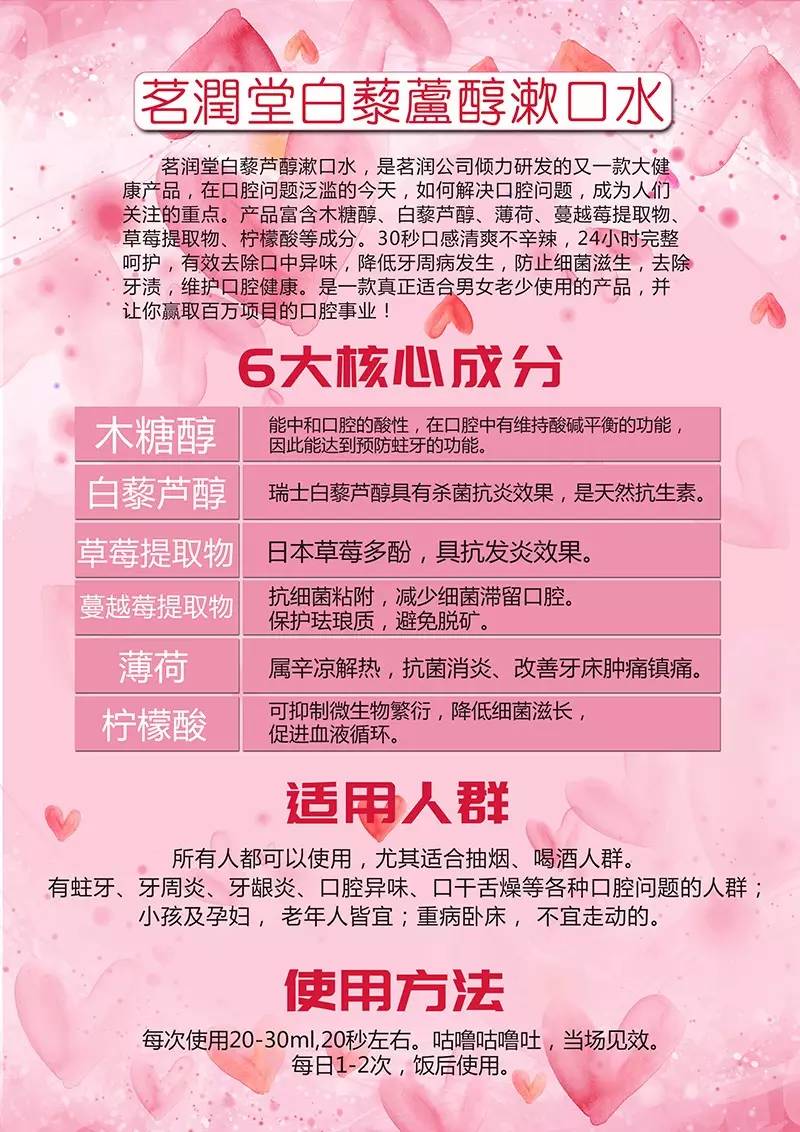 茗潤堂白藜蘆醇漱口水
茗润堂白藜芦醇漱口水，是茗润公司倾力研发的又一款大健
康产品，在口腔问题泛滥的今天，如何解决口腔问题，成为人们
关注的重点。产品富含木糖醇、白藜芦醇、薄荷、蔓越莓提取物、
草莓提取物、柠檬酸等成分。30秒口感清爽不辛辣，24小时完整
呵护，有效去除口中异味，降低牙周病发生，防止细菌滋生，去除
牙渍，维护口腔健康。是一款真正适合男女老少使用的产品，并
让你赢取百万项目的口腔事业！
6大核心成分
木糖醇
能中和口腔的酸性，在口腔中有维持酸碱平衡的功能，
因此能达到预防蛀牙的功能。
白藜芦醇
瑞士白藜芦醇具有杀菌抗炎效果，是天然抗生素。
草莓提取物
日本草莓多酚，具抗发炎效果。
蔓越莓提取物
抗细菌粘附，减少细菌滞留口腔。
保护珐琅质，避免脱矿。
薄荷
属辛凉解热，抗菌消炎、改善牙床肿痛镇痛。
柠檬酸
可抑制微生物繁衍，降低细菌滋长，
促进血液循环。
适用人群
所有人都可以使用，尤其适合抽烟、喝酒人群。
有蛀牙、牙周炎、牙龈炎、口腔异味、口干舌燥等各种口腔问题的人群；
小孩及孕妇， 老年人皆宜；重病卧床， 不宜走动的。
使用方法
每次使用20-30ml,20秒左右。咕噜咕噜吐，当场见效。
每日1-2次，饭后使用。